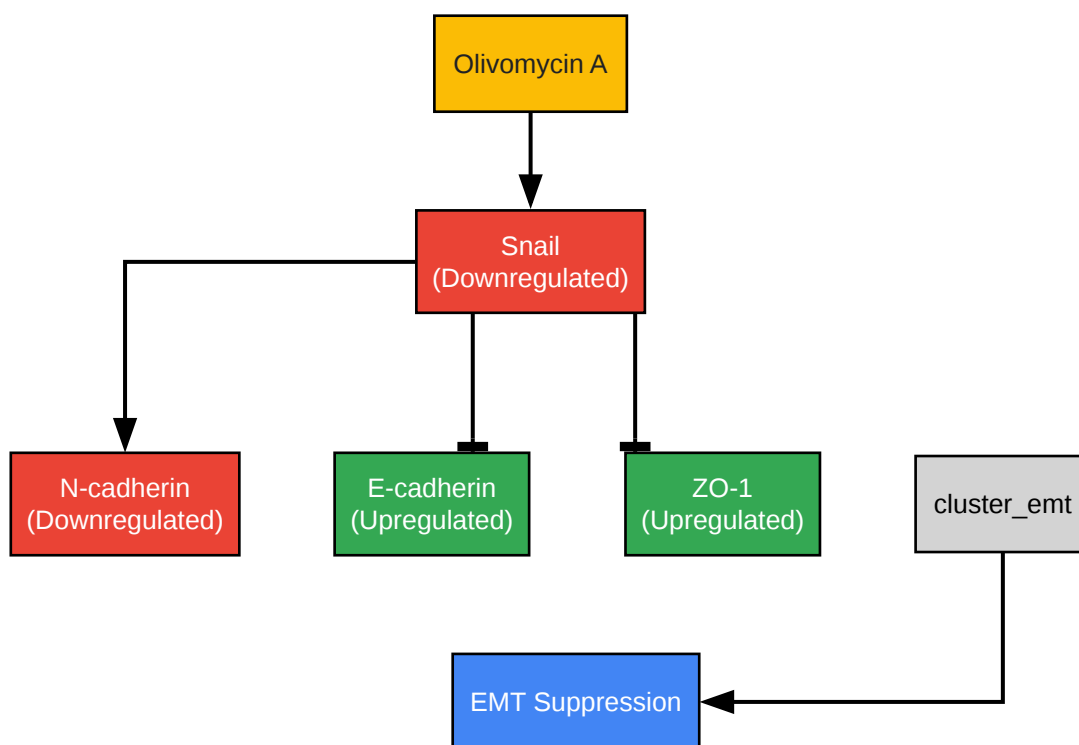 Olivomycin A
Snail
(Downregulated)
N-cadherin
(Downregulated)
E-cadherin
(Upregulated)
ZO-1
(Upregulated)
cluster_emt
EMT Suppression